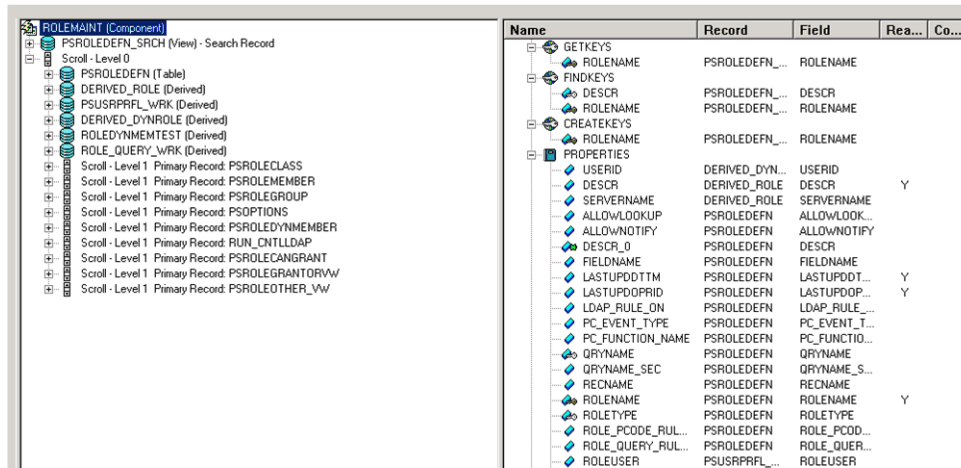 ROLEMAINT (Component)
PSROLEDEFN_SRCH (View) - Search Record
Scroll - Level 0
PSROLEDEFN (Table)
DERIVED_ROLE (Derived)
PSUSRPRFL_WRK (Derived)
DERIVED_DYNROLE (Derived)
ROLEDYNMEMTEST (Derived)
ROLE_QUERY_WRK (Derived)
Scroll - Level 1 Primary Record: PSROLECLASS
Scroll - Level 1 Primary Record: PSROLEMEMBER
Scroll - Level 1 Primary Record: PSROLEGROUP
Scroll - Level 1 Primary Record: PSOPTIONS
Scroll - Level 1 Primary Record: PSROLEDYNMEMBER
Scroll - Level 1 Primary Record: RUN_CNTLLDAP
Scroll - Level 1 Primary Record: PSROLECANGRANT
Scroll - Level 1 Primary Record: PSROLEGRANTORVW
Scroll - Level 1 Primary Record: PSROLEOTHER_VW
Name Record Field Rea... Co...
GETKEYS
ROLENAME PSROLEDEFN_... ROLENAME
FINDKEYS
DESCR PSROLEDEFN_... DESCR
ROLENAME PSROLEDEFN_... ROLENAME
CREATEKEYS
ROLENAME PSROLEDEFN_... ROLENAME
PROPERTIES
USERID DERIVED_DYN... USERID
DESCR DERIVED_ROLE DESCR Y
SERVERNAME DERIVED_ROLE SERVERNAME
ALLOWLOOKUP PSROLEDEFN ALLOWLOOK...
ALLOWNOTIFY PSROLEDEFN ALLOWNOTIFY
DESCR_0 PSROLEDEFN DESCR
FIELDNAME PSROLEDEFN FIELDNAME
LASTUPDDTTM PSROLEDEFN LASTUPDDT... Y
LASTUPDOPRID PSROLEDEFN LASTUPDOP... Y
LDAP_RULE_ON PSROLEDEFN LDAP_RULE_...
PC_EVENT_TYPE PSROLEDEFN PC_EVENT_T...
PC_FUNCTION_NAME PSROLEDEFN PC_FUNCTIO...
QRYNAME PSROLEDEFN QRYNAME
QRYNAME_SEC PSROLEDEFN QRYNAME_S...
RECNAME PSROLEDEFN RECNAME
ROLENAME PSROLEDEFN ROLENAME Y
ROLETYPE PSROLEDEFN ROLETYPE
ROLE_PCODE_RUL... PSROLEDEFN ROLE_PCOD...
ROLE_QUERY_RUL... PSROLEDEFN ROLE_QUER...
ROLEUSER PSUSRPRFL_... ROLEUSER